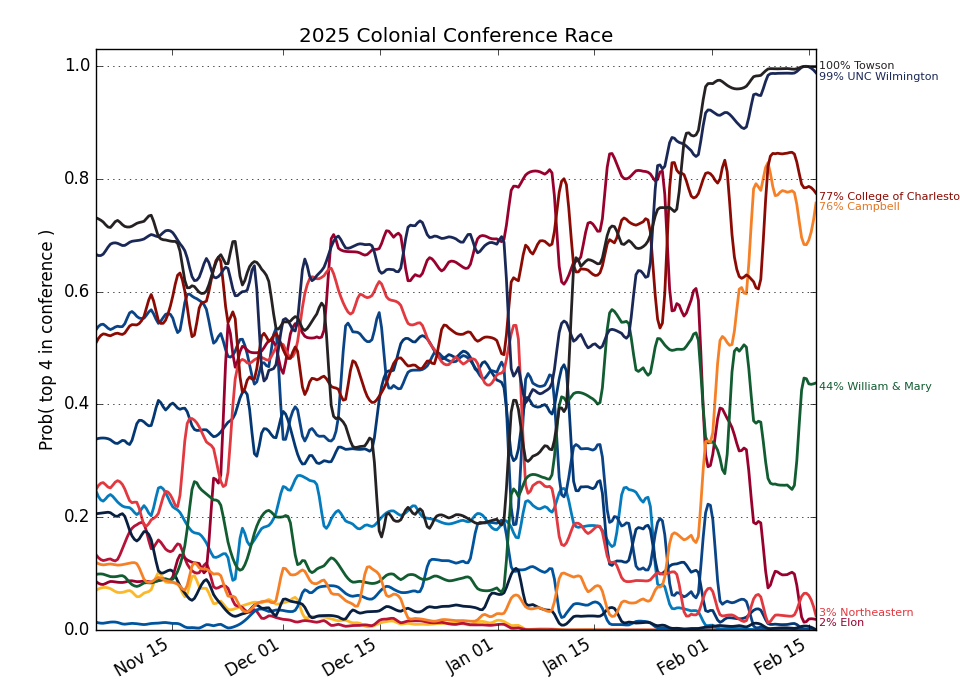 2025 Colonial Conference Race
Prob( top 4 in conference )
1.0
0.8
0.6
0.4
0.2
0.0
Nov 15
Dec 01
Dec 15
Jan 01
Jan 15
Feb 01
Feb 15
100% Towson
99% UNC Wilmington
77% College of Charlesto
76% Campbell
44% William & Mary
3% Northeastern
2% Elon